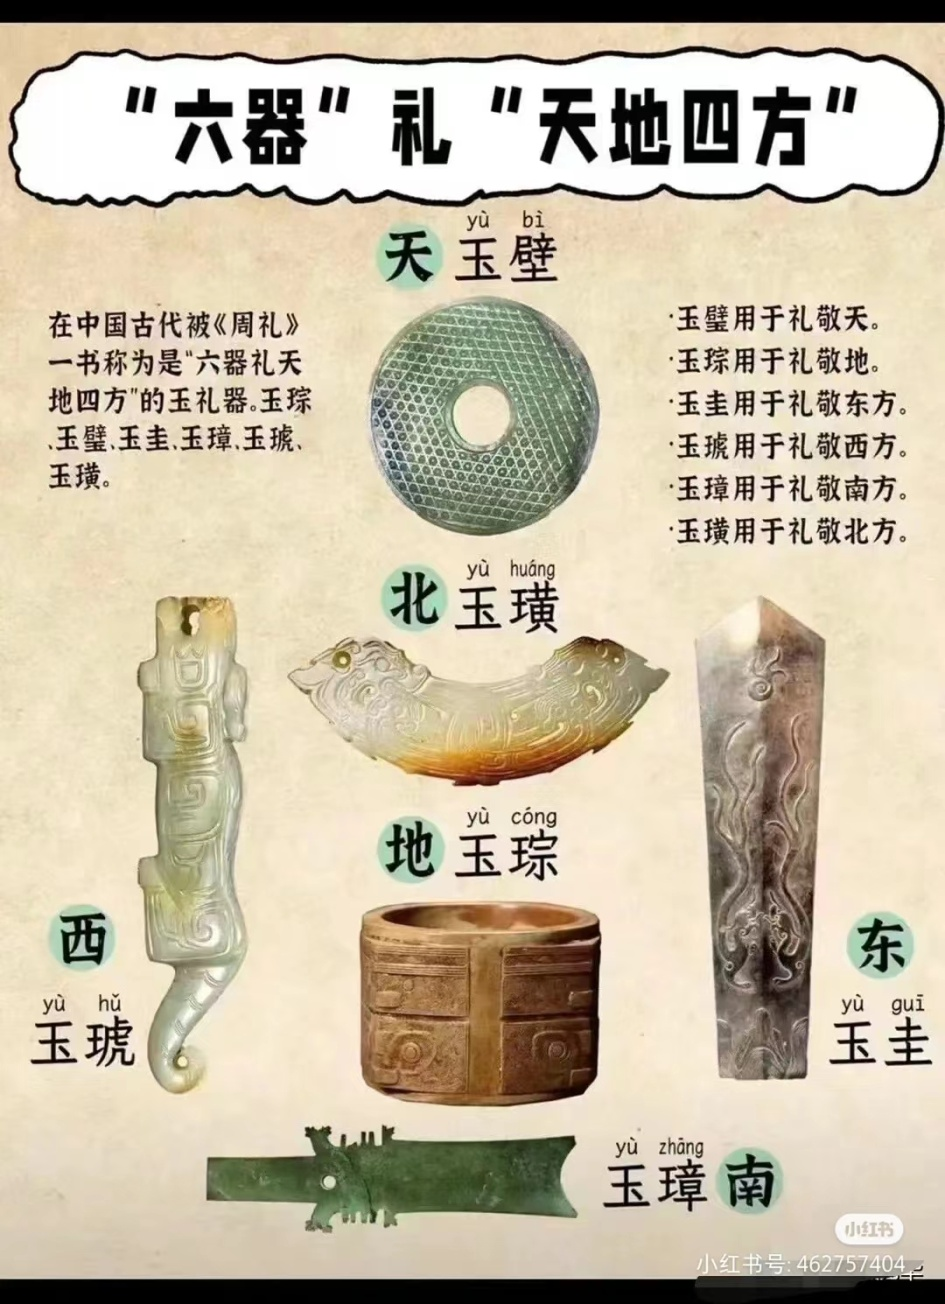 "六器"礼"天地四方"
yù bì
天 玉璧
在中国古代被《周礼》
一书称为是"六器礼天
地四方"的玉礼器。玉琮
、玉璧、玉圭、玉璋、玉琥、
玉璜。
·玉璧用于礼敬天。
·玉琮用于礼敬地。
·玉圭用于礼敬东方。
·玉琥用于礼敬西方。
·玉璋用于礼敬南方。
·玉璜用于礼敬北方。
yù huáng
北 玉璜
yù cóng
地 玉琮
西
yù hǔ
玉琥
东
yù guī
玉圭
yù zhāng
玉璋 南
小红书
小红书号: 462757404